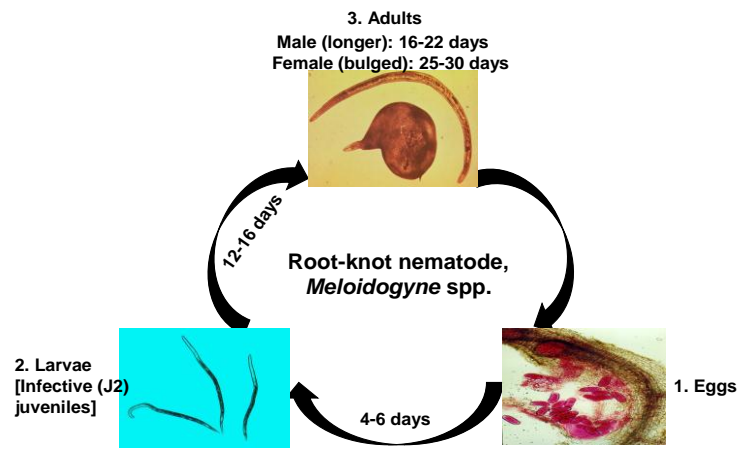 3. Adults
Male (longer): 16-22 days
Female (bulged): 25-30 days
12-16 days
Root-knot nematode,
Meloidogyne spp.
2. Larvae
[Infective (J2)
juveniles]
1. Eggs
4-6 days